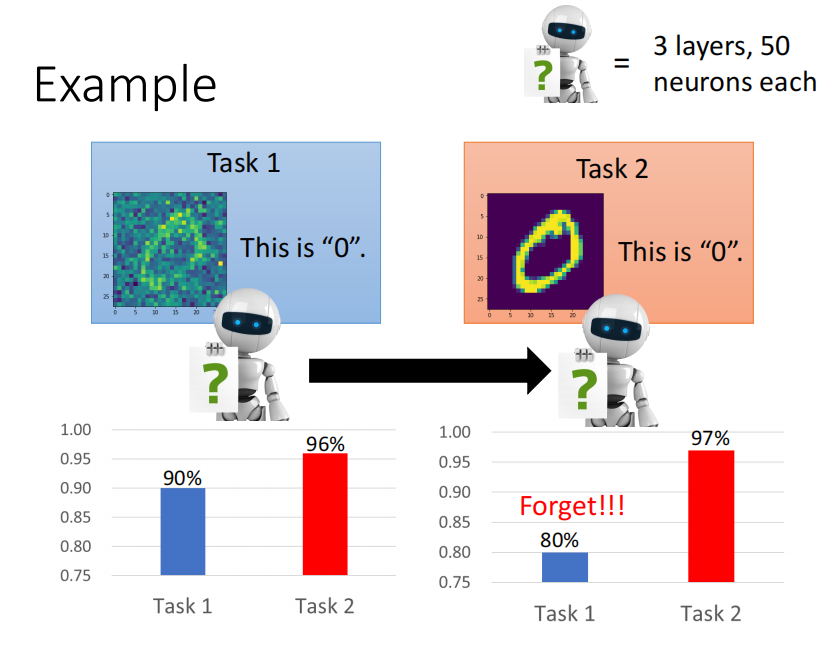 Example
?
= 3 layers, 50
neurons each
Task 1
0
5
10
15
20
25
0 5 10 15 20
This is “0”.
Task 2
0
5
10
15
20
25
0 5 10 15 20
This is “0”.
?
?
1.00
0.95
0.90
0.85
0.80
0.75
90%
96%
Task 1 Task 2
1.00
0.95
0.90
0.85
0.80
0.75
97%
Forget!!!
80%
Task 1 Task 2